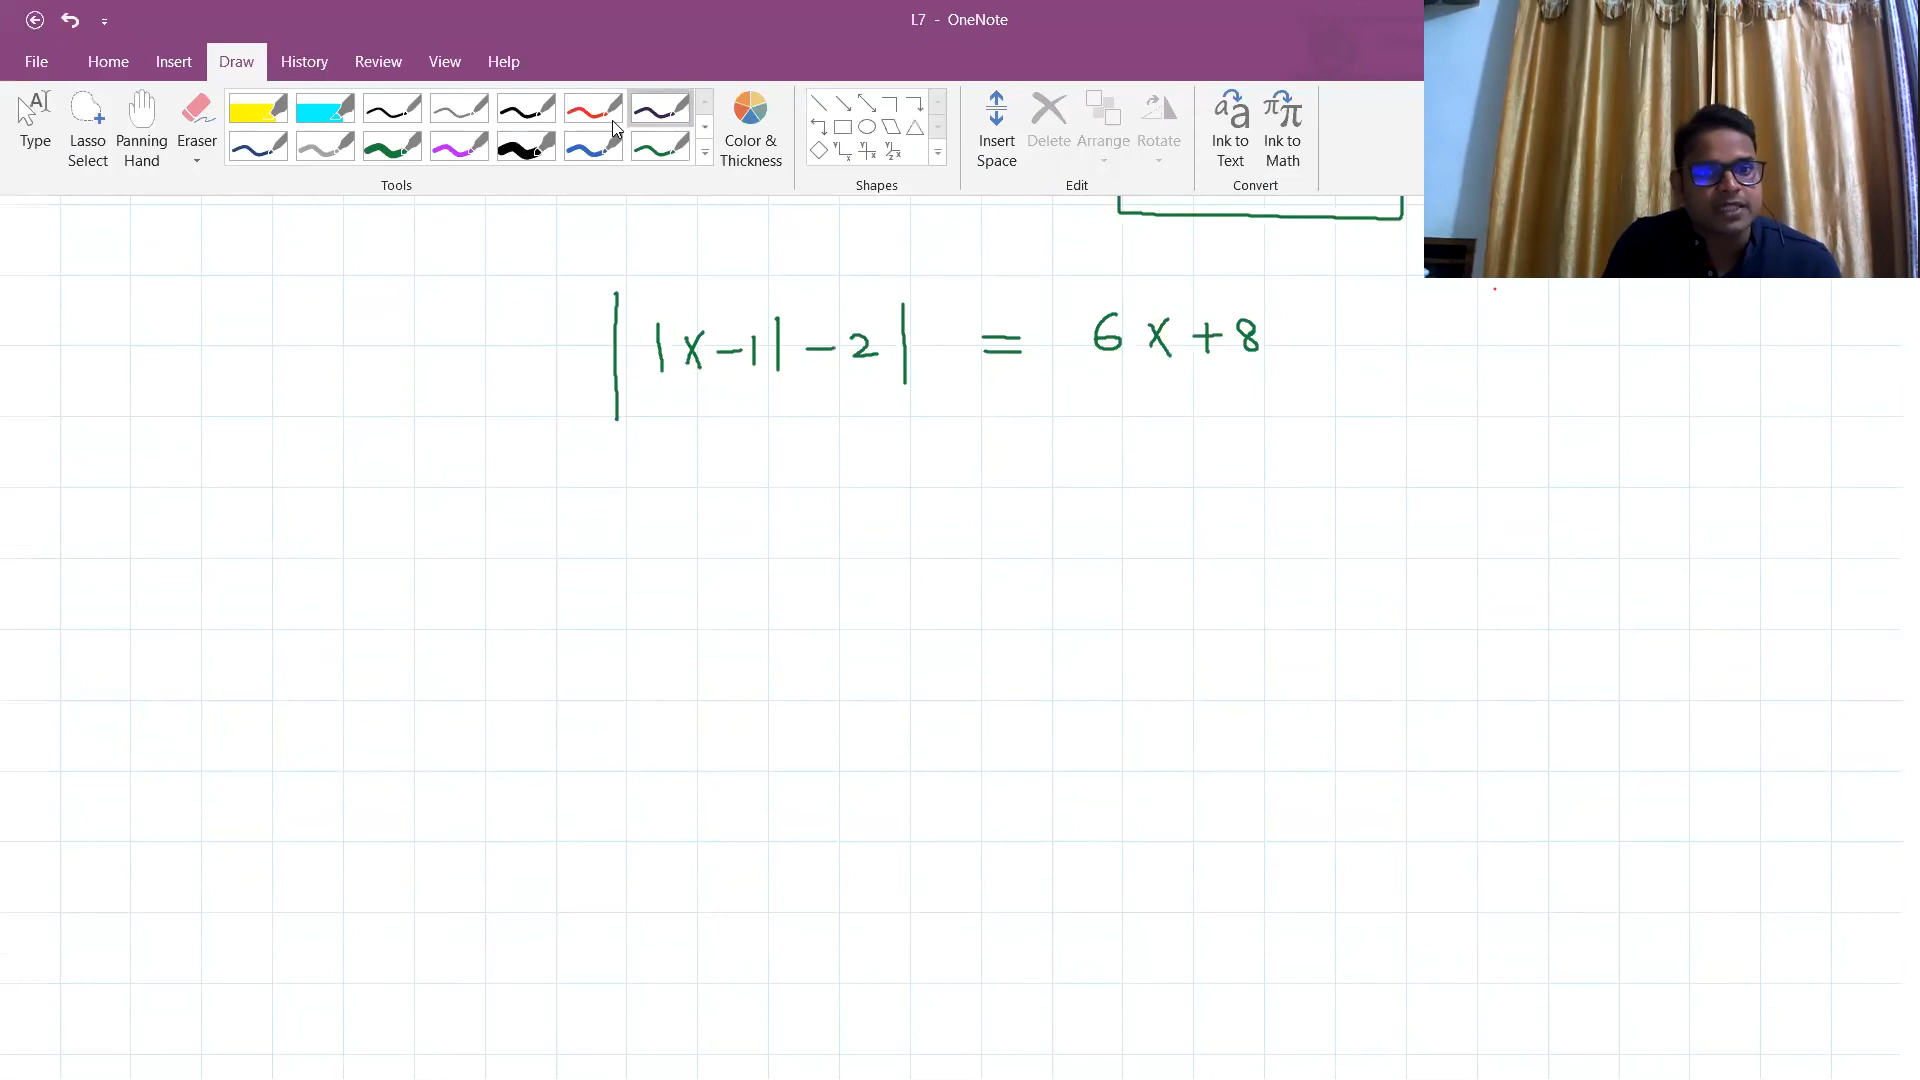 L7 - OneNote
File Home Insert Draw History Review View Help
Type Lasso Select Panning Hand Eraser Color & Thickness Insert Space Delete Arrange Rotate Ink to Text Ink to Math
Tools Shapes Edit Convert
| |x-1| - 2 | = 6x + 8